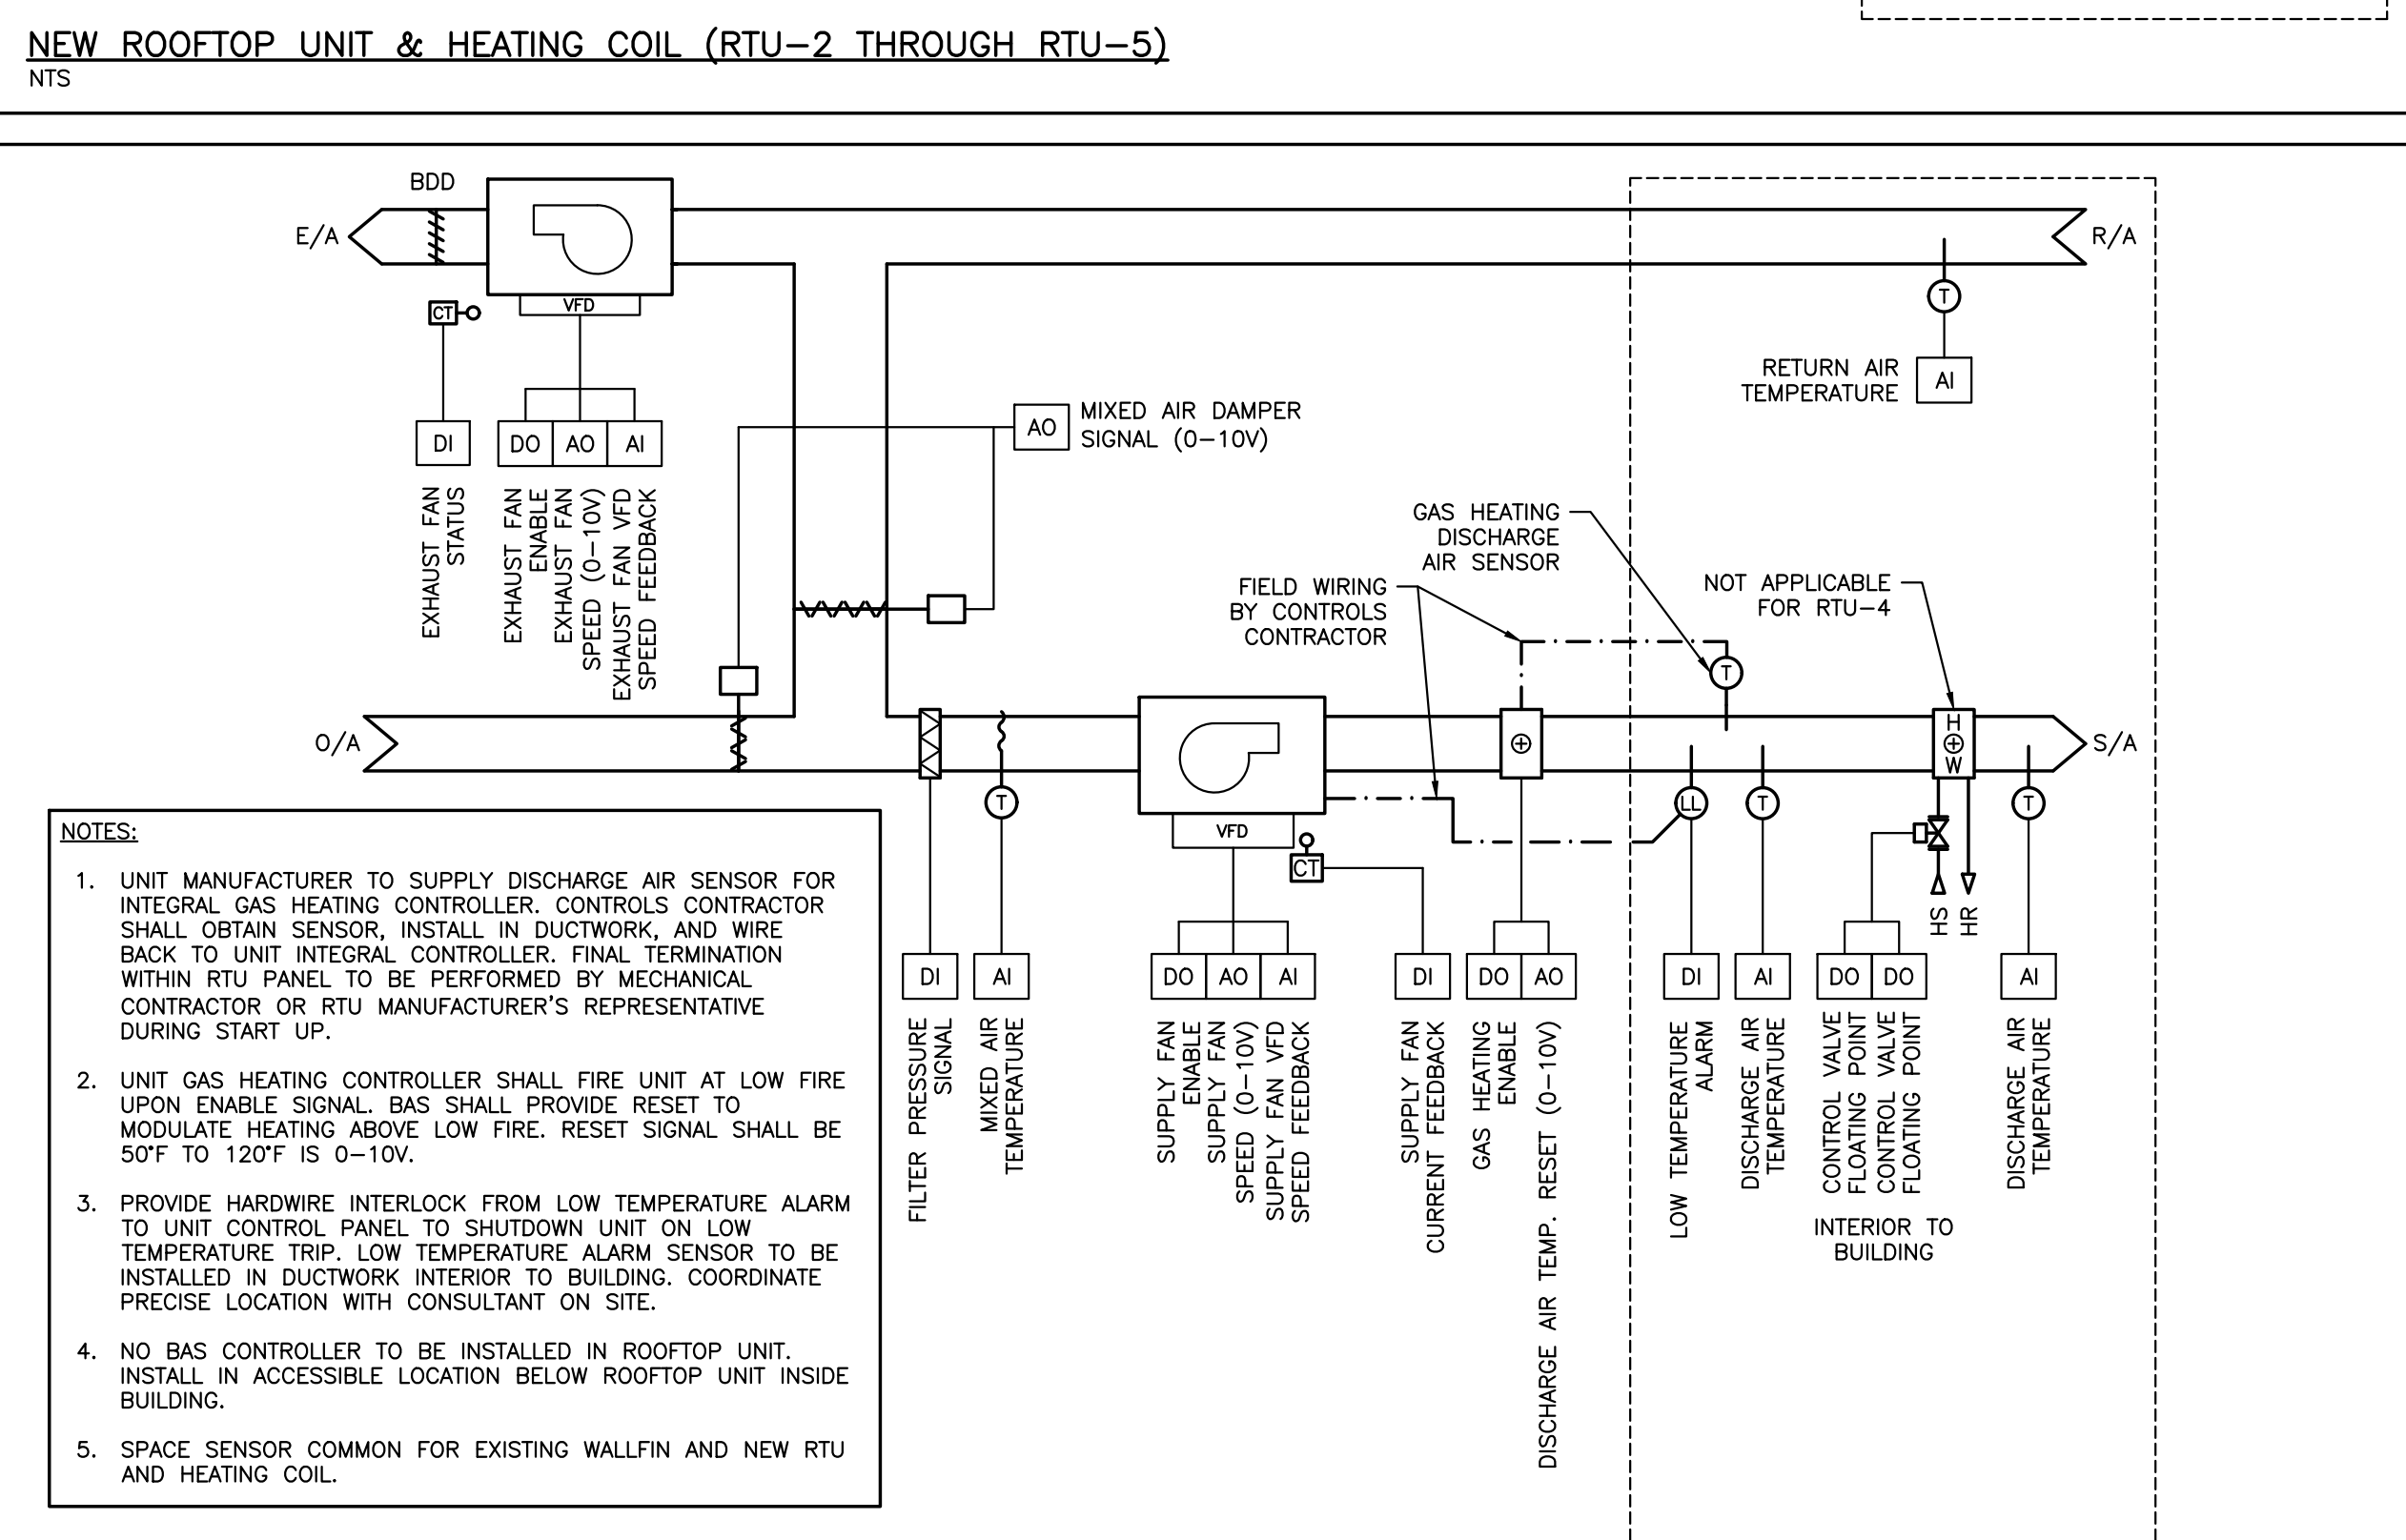 NEW ROOFTOP UNIT & HEATING COIL (RTU-2 THROUGH RTU-5)
NTS
BDD
E/A
R/A
VFD
CT
T
RETURN AIR
TEMPERATURE
AI
DI
DO
AO
AI
EXHAUST FAN
STATUS
EXHAUST FAN
ENABLE
EXHAUST FAN
SPEED (0-10V)
EXHAUST FAN VFD
SPEED FEEDBACK
AO
MIXED AIR DAMPER
SIGNAL (0-10V)
GAS HEATING
DISCHARGE
AIR SENSOR
FIELD WIRING
BY CONTROLS
CONTRACTOR
NOT APPLICABLE
FOR RTU-4
T
O/A
H
W
S/A
T
VFD
CT
LL
T
T
HS
HR
DI
AI
DO
AO
AI
DI
DO
AO
DI
AI
DO
DO
AI
FILTER PRESSURE
SIGNAL
MIXED AIR
TEMPERATURE
SUPPLY FAN
ENABLE
SUPPLY FAN
SPEED (0-10V)
SUPPLY FAN VFD
SPEED FEEDBACK
SUPPLY FAN
CURRENT FEEDBACK
GAS HEATING
ENABLE
DISCHARGE AIR TEMP. RESET (0-10V)
LOW TEMPERATURE
ALARM
DISCHARGE AIR
TEMPERATURE
CONTROL VALVE
FLOATING POINT
CONTROL VALVE
FLOATING POINT
DISCHARGE AIR
TEMPERATURE
INTERIOR TO
BUILDING
NOTES:
1. UNIT MANUFACTURER TO SUPPLY DISCHARGE AIR SENSOR FOR
INTEGRAL GAS HEATING CONTROLLER. CONTROLS CONTRACTOR
SHALL OBTAIN SENSOR, INSTALL IN DUCTWORK, AND WIRE
BACK TO UNIT INTEGRAL CONTROLLER. FINAL TERMINATION
WITHIN RTU PANEL TO BE PERFORMED BY MECHANICAL
CONTRACTOR OR RTU MANUFACTURER'S REPRESENTATIVE
DURING START UP.
2. UNIT GAS HEATING CONTROLLER SHALL FIRE UNIT AT LOW FIRE
UPON ENABLE SIGNAL. BAS SHALL PROVIDE RESET TO
MODULATE HEATING ABOVE LOW FIRE. RESET SIGNAL SHALL BE
50°F TO 120°F IS 0-10V.
3. PROVIDE HARDWIRE INTERLOCK FROM LOW TEMPERATURE ALARM
TO UNIT CONTROL PANEL TO SHUTDOWN UNIT ON LOW
TEMPERATURE TRIP. LOW TEMPERATURE ALARM SENSOR TO BE
INSTALLED IN DUCTWORK INTERIOR TO BUILDING. COORDINATE
PRECISE LOCATION WITH CONSULTANT ON SITE.
4. NO BAS CONTROLLER TO BE INSTALLED IN ROOFTOP UNIT.
INSTALL IN ACCESSIBLE LOCATION BELOW ROOFTOP UNIT INSIDE
BUILDING.
5. SPACE SENSOR COMMON FOR EXISTING WALLFIN AND NEW RTU
AND HEATING COIL.